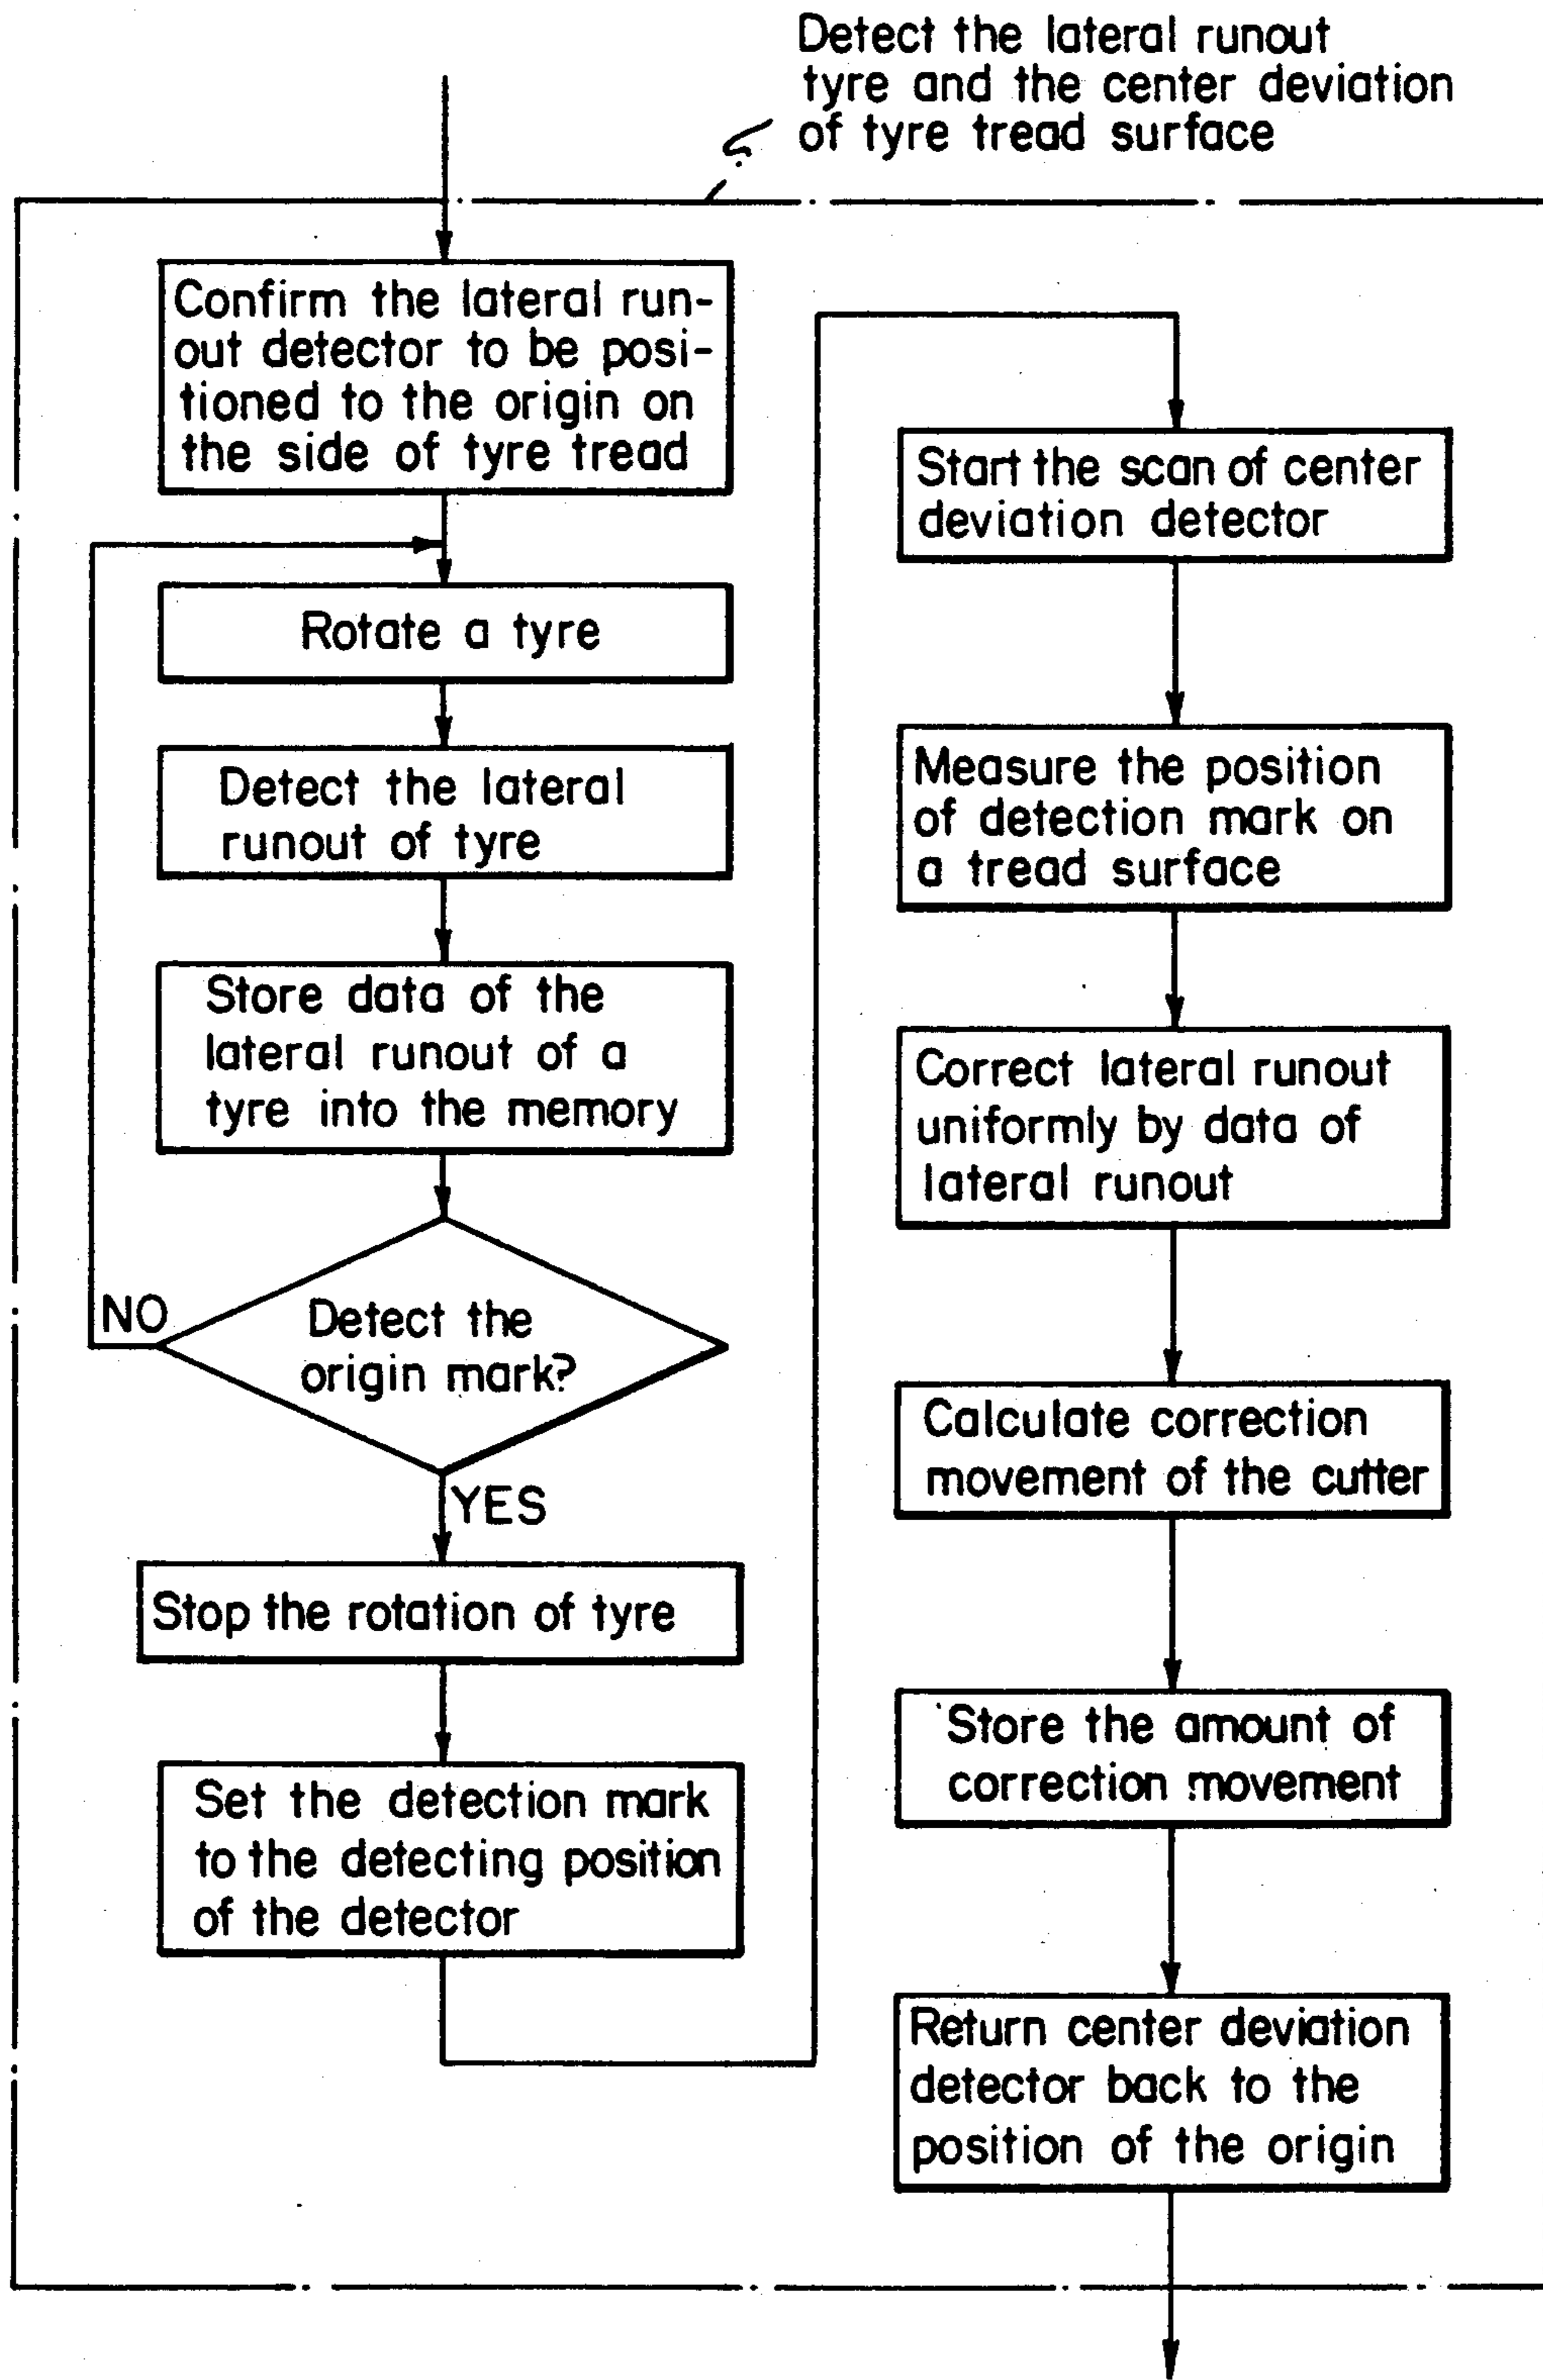 Detect the lateral runout
tyre and the center deviation
of tyre tread surface
Confirm the lateral run-
out detector to be posi-
tioned to the origin on
the side of tyre tread
Rotate a tyre
Detect the lateral
runout of tyre
Store data of the
lateral runout of a
tyre into the memory
Detect the
origin mark?
NO
YES
Stop the rotation of tyre
Set the detection mark
to the detecting position
of the detector
Start the scan of center
deviation detector
Measure the position
of detection mark on
a tread surface
Correct lateral runout
uniformly by data of
lateral runout
Calculate correction
movement of the cutter
Store the amount of
correction movement
Return center deviation
detector back to the
position of the origin